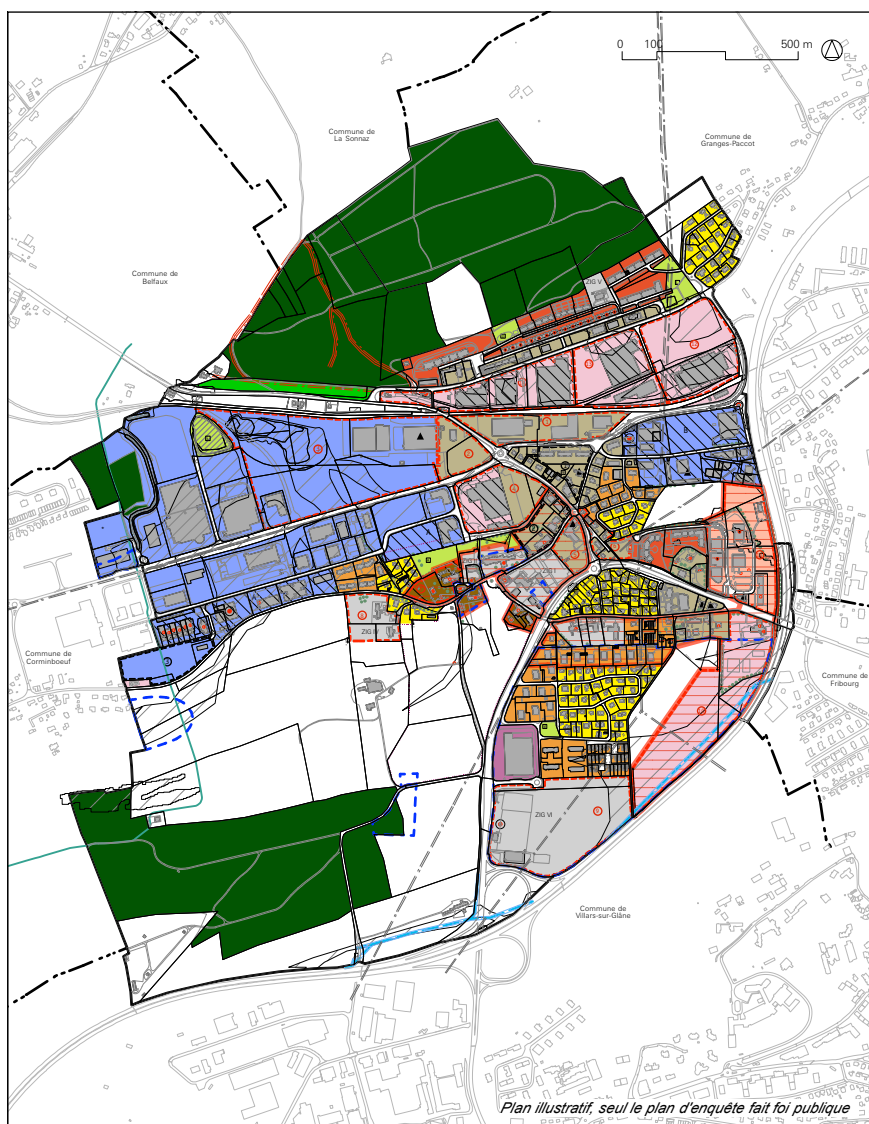 0 100 500 m
Commune de
La Sonnaz
Commune de
Granges-Paccot
Commune de
Belfaux
ZIG V
ZIG IV
Commune de
Corminboeuf
Commune de
Fribourg
ZIG VI
Commune de
Villars-sur-Glâne
Plan illustratif, seul le plan d'enquête fait foi publique